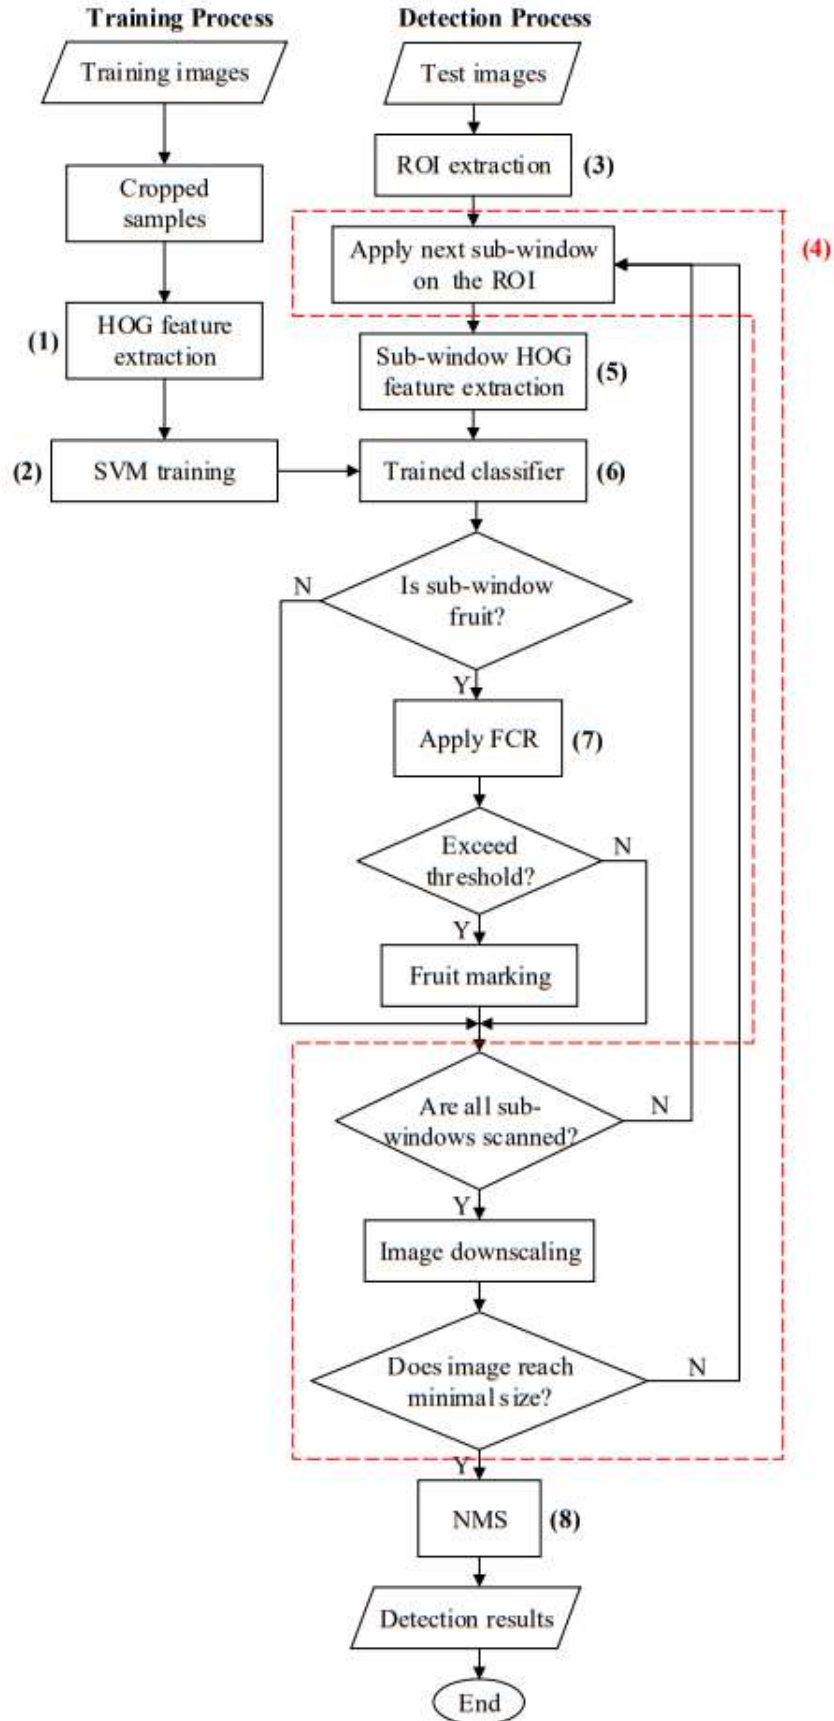 Training Process
Detection Process
Training images
Test images
ROI extraction
(3)
Cropped
samples
Apply next sub-window
on the ROI
(4)
HOG feature
extraction
(1)
Sub-window HOG
feature extraction
(5)
(2)
SVM training
Trained classifier
(6)
Is sub-window
fruit?
N
Y
Apply FCR
(7)
Exceed
threshold?
N
Y
Fruit marking
Are all sub-
windows scanned?
N
Y
Image downscaling
Does image reach
minimal size?
N
Y
NMS
(8)
Detection results
End